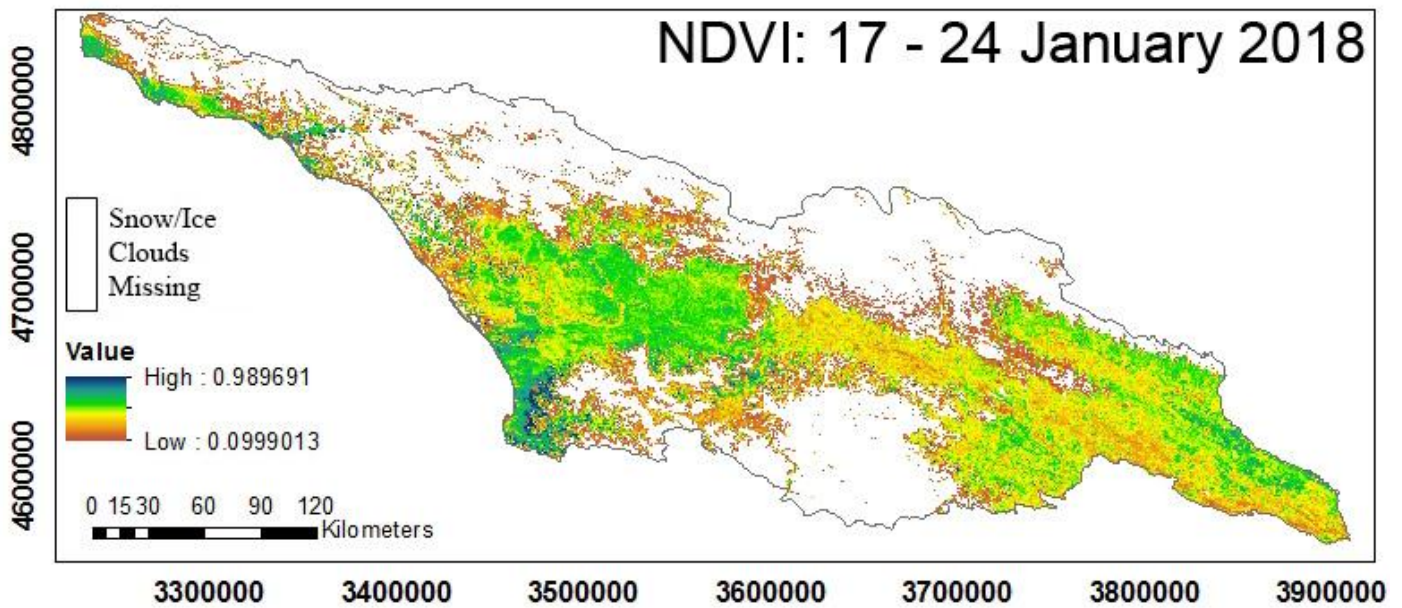 NDVI: 17 - 24 January 2018
4800000
4700000
4600000
Snow/Ice
Clouds
Missing
Value
High : 0.989691
Low : 0.0999013
0 15 30 60 90 120
Kilometers
3300000 3400000 3500000 3600000 3700000 3800000 3900000